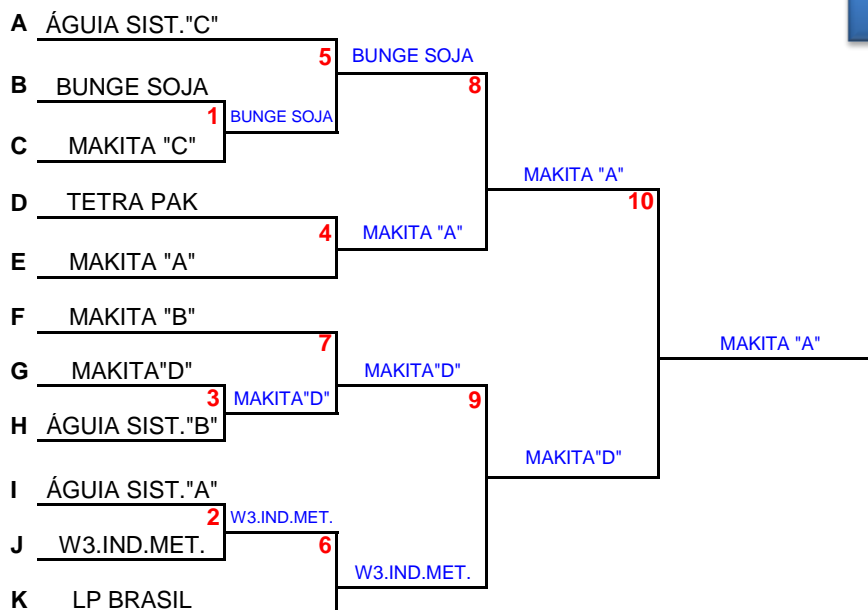 A ÁGUIA SIST."C"
5 BUNGE SOJA
B BUNGE SOJA
8
1 BUNGE SOJA
C MAKITA "C"
MAKITA "A"
D TETRA PAK
10
4 MAKITA "A"
E MAKITA "A"
F MAKITA "B"
7
MAKITA "A"
G MAKITA"D"
MAKITA"D"
3 MAKITA"D"
9
H ÁGUIA SIST."B"
MAKITA"D"
I ÁGUIA SIST."A"
2 W3.IND.MET.
J W3.IND.MET.
6
W3.IND.MET.
K LP BRASIL